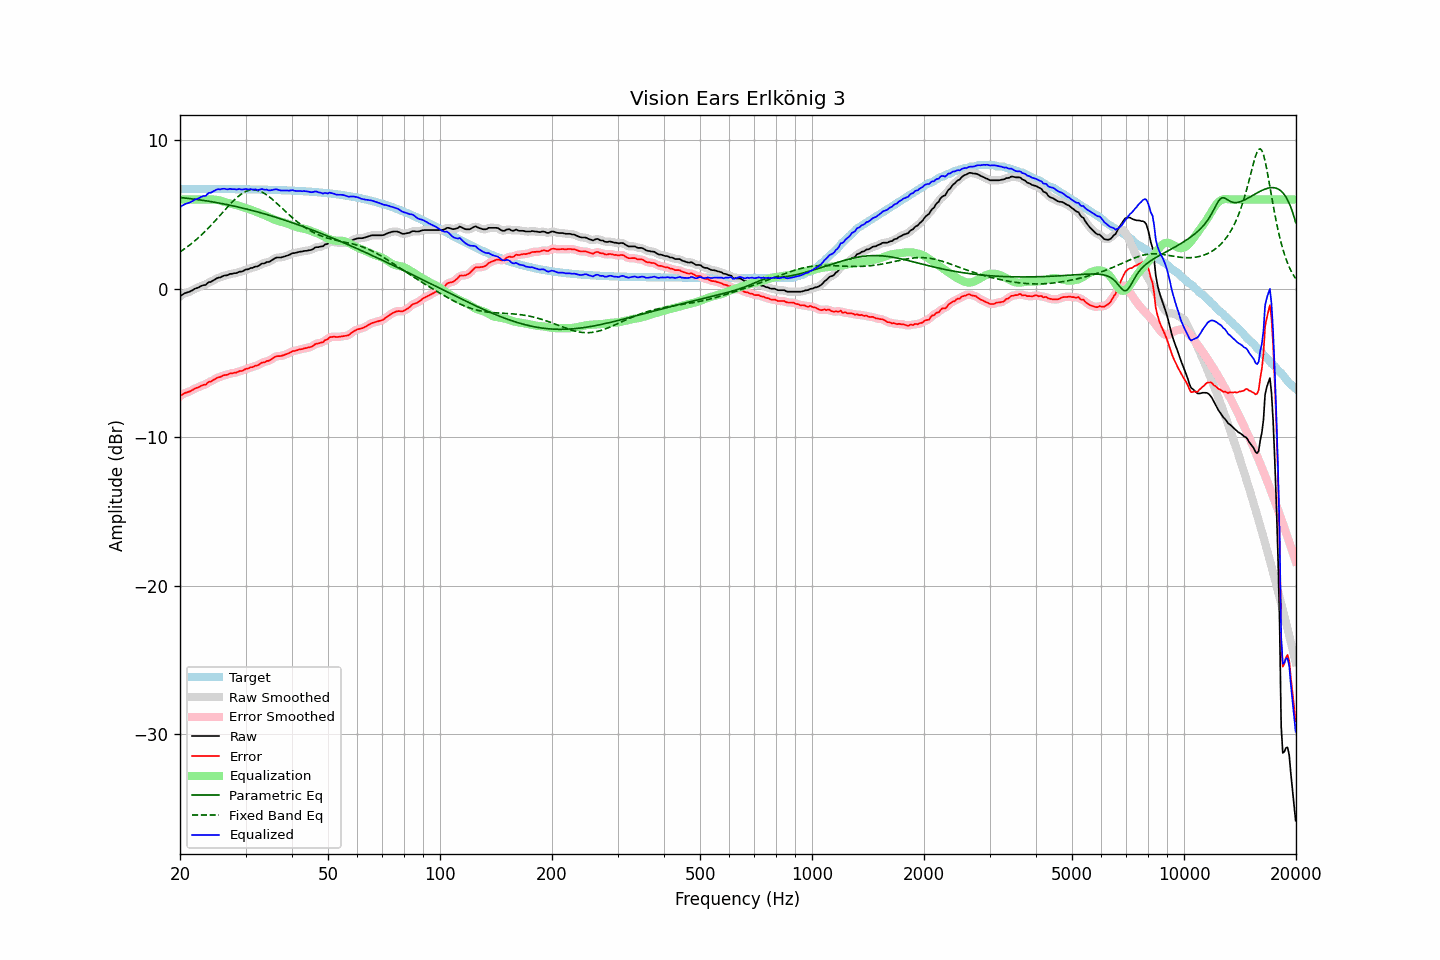 Vision Ears Erlkönig 3
10
0
−10
−20
−30
Amplitude (dBr)
Target
Raw Smoothed
Error Smoothed
Raw
Error
Equalization
Parametric Eq
Fixed Band Eq
Equalized
20 50 100 200 500 1000 2000 5000 10000 20000
Frequency (Hz)